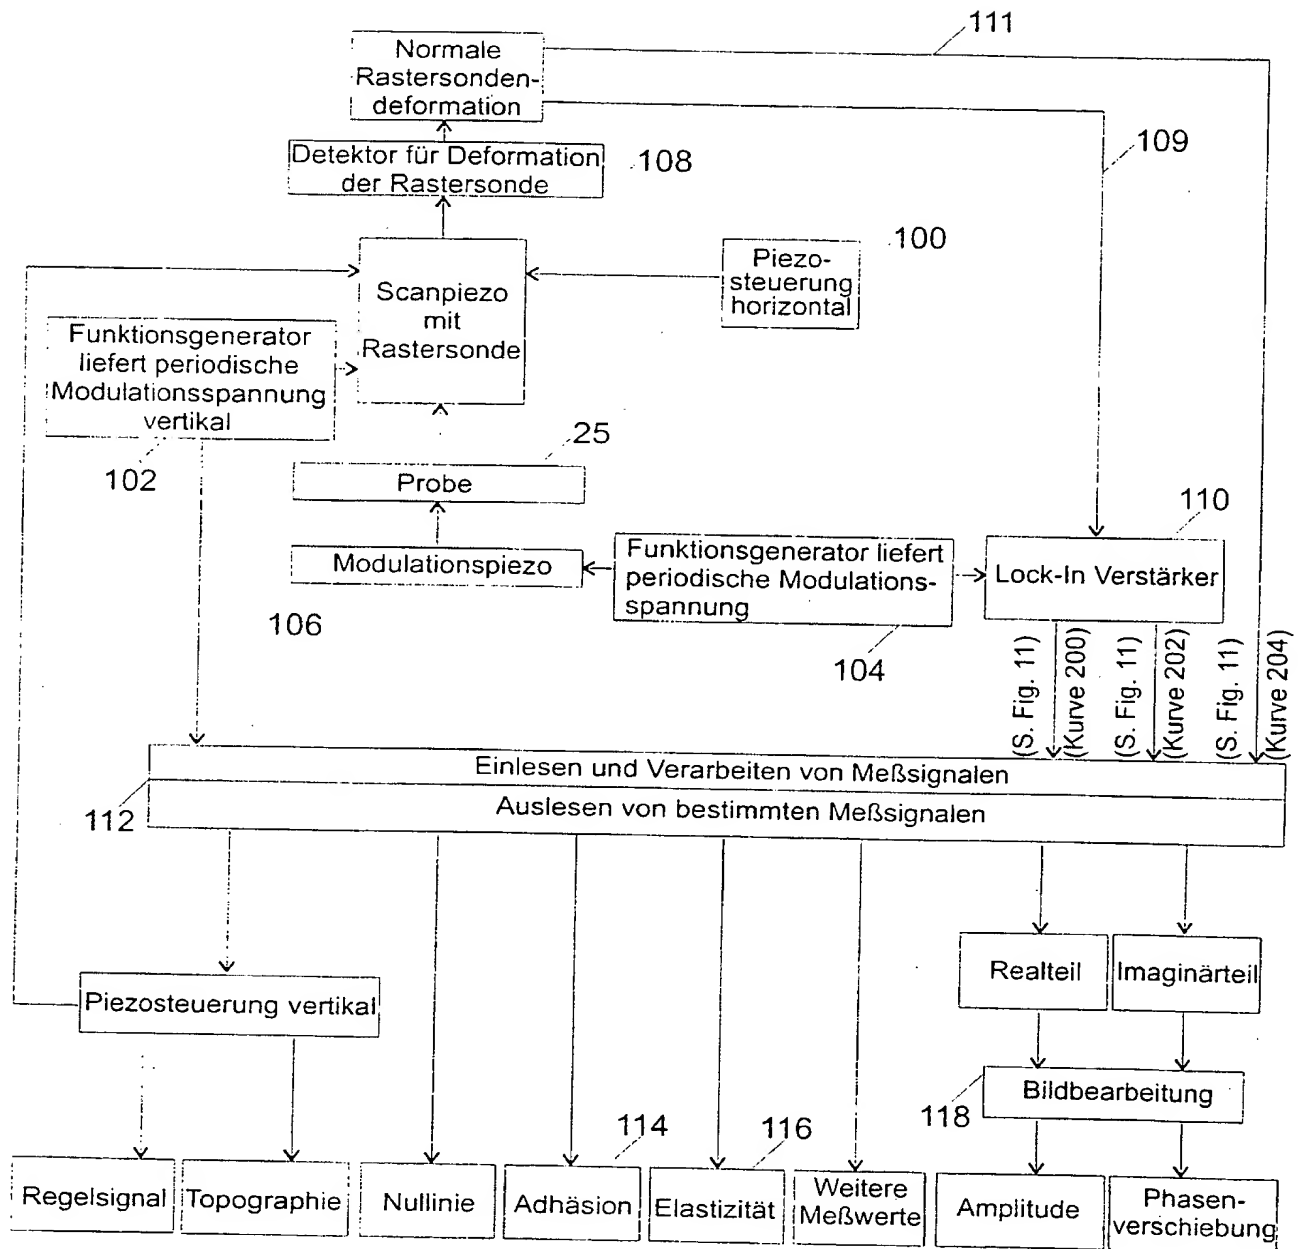 111
Normale
Rastersonden-
deformation
109
Detektor für Deformation
der Rastersonde
108
100
Piezo-
steuerung
horizontal
Scanpiezo
mit
Rastersonde
Funktionsgenerator
liefert periodische
Modulationsspannung
vertikal
102
25
Probe
110
Modulationspiezo
106
Funktionsgenerator liefert
periodische Modulations-
spannung
104
Lock-In Verstärker
(S. Fig. 11)
(Kurve 200)
(S. Fig. 11)
(Kurve 202)
(S. Fig. 11)
(Kurve 204)
Einlesen und Verarbeiten von Meßsignalen
Auslesen von bestimmten Meßsignalen
112
Realteil
Imaginärteil
Piezosteuerung vertikal
Bildbearbeitung
118
114
116
Regelsignal
Topographie
Nullinie
Adhäsion
Elastizität
Weitere
Meßwerte
Amplitude
Phasen-
verschiebung